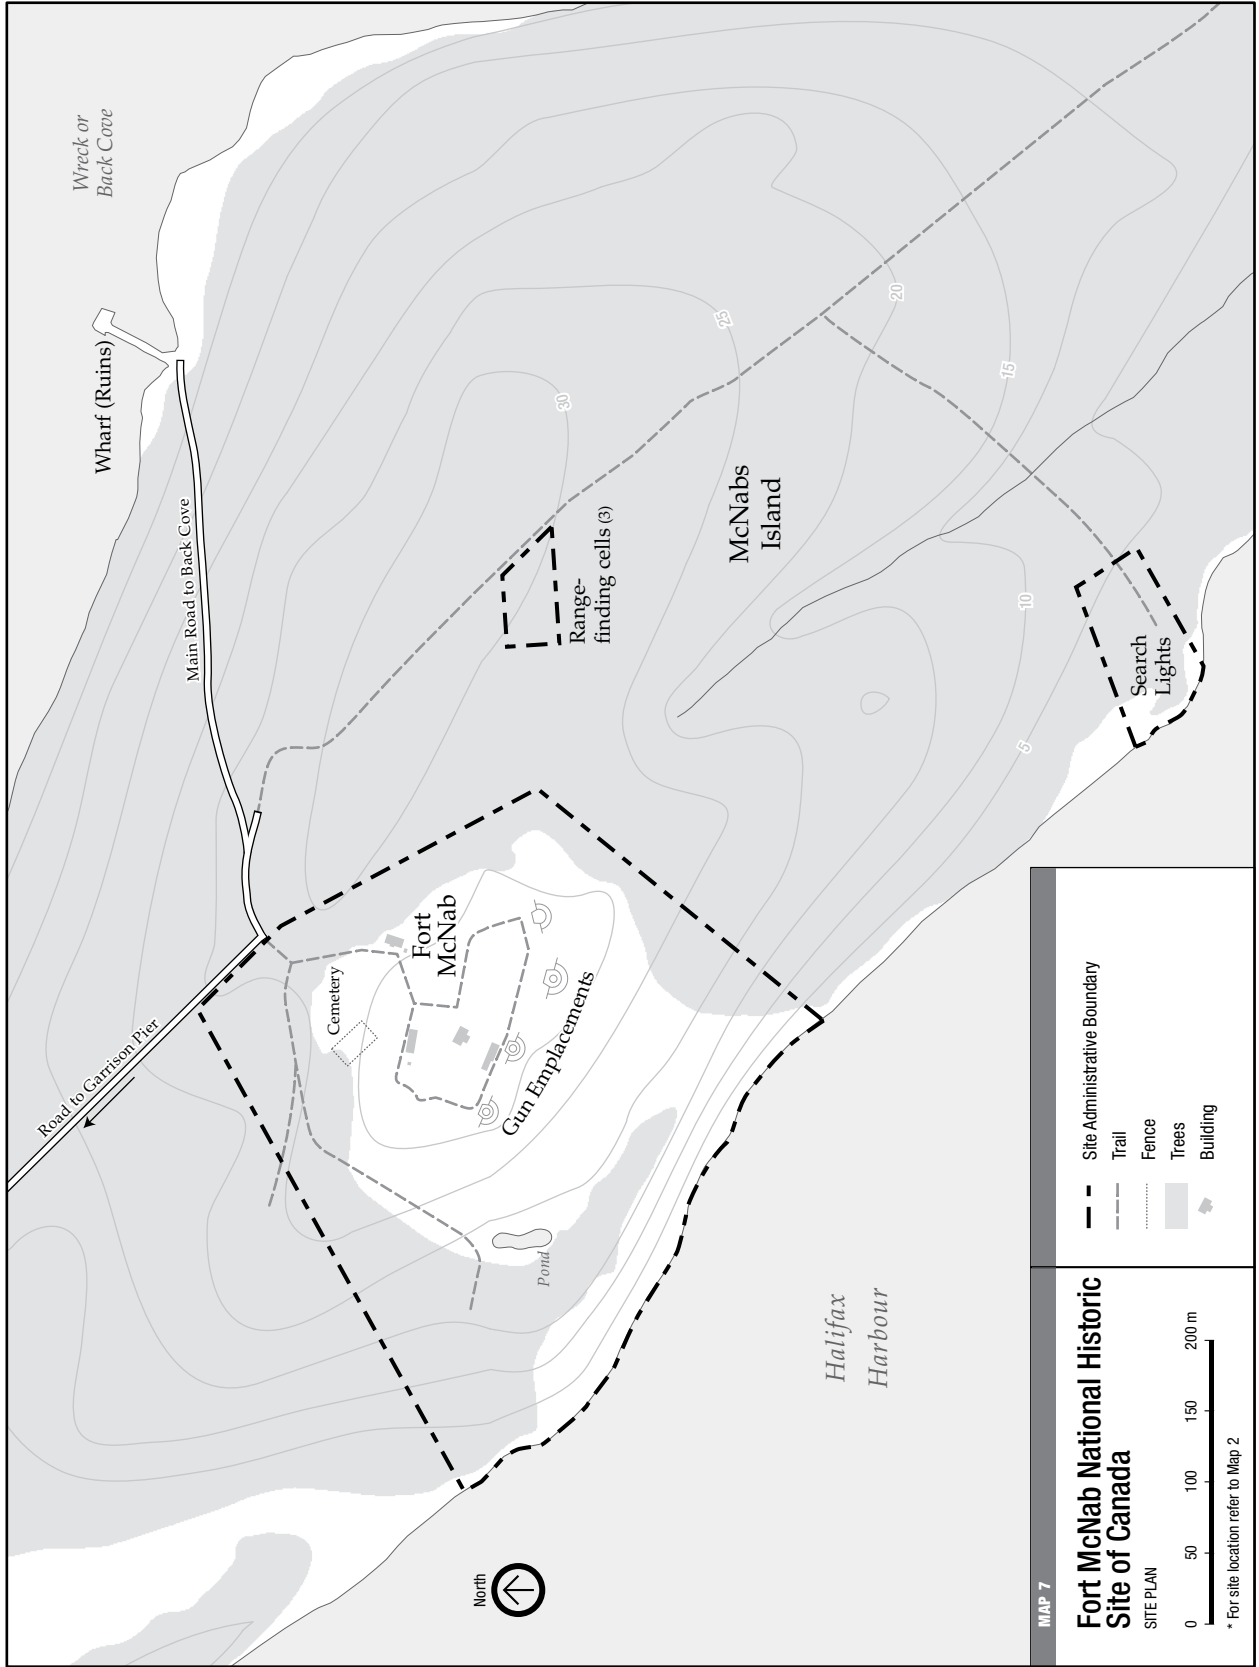 Wreck or
Back Cove
Wharf (Ruins)
Main Road to Back Cove
Road to Garrison Pier
Cemetery
Fort
McNab
Gun Emplacements
Pond
Range-
finding cells (3)
McNabs
Island
30
25
20
15
10
5
Search
Lights
Halifax
Harbour
North
MAP 7
Fort McNab National Historic
Site of Canada
SITE PLAN
0 50 100 150 200 m
* For site location refer to Map 2
Site Administrative Boundary
Trail
Fence
Trees
Building